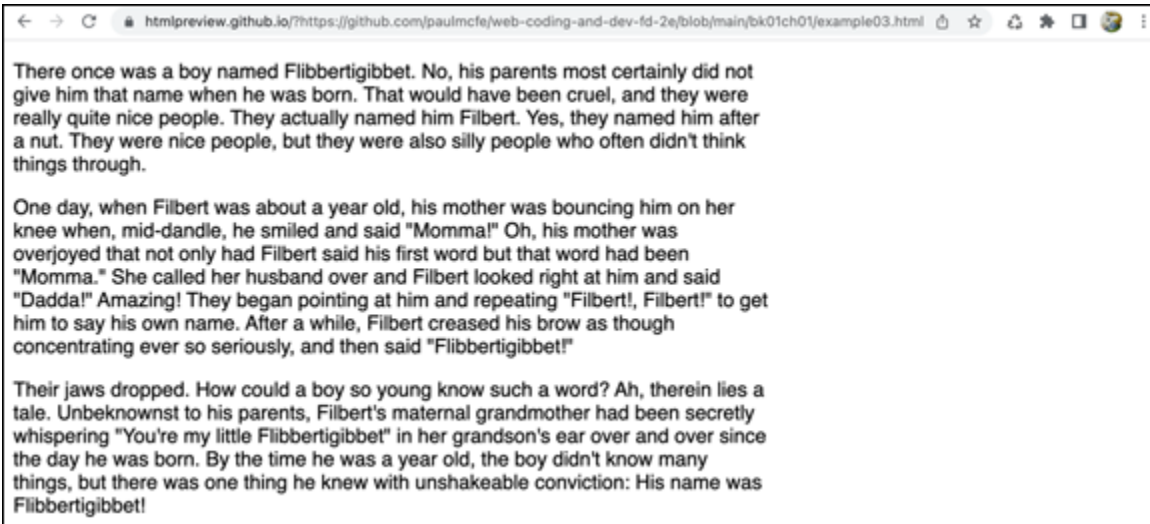 htmlpreview.github.io/?https://github.com/paulmcfe/web-coding-and-dev-fd-2e/blob/main/bk01ch01/example03.html
There once was a boy named Flibbertigibbet. No, his parents most certainly did not
give him that name when he was born. That would have been cruel, and they were
really quite nice people. They actually named him Filbert. Yes, they named him after
a nut. They were nice people, but they were also silly people who often didn't think
things through.
One day, when Filbert was about a year old, his mother was bouncing him on her
knee when, mid-dandle, he smiled and said "Momma!" Oh, his mother was
overjoyed that not only had Filbert said his first word but that word had been
"Momma." She called her husband over and Filbert looked right at him and said
"Dadda!" Amazing! They began pointing at him and repeating "Filbert!, Filbert!" to get
him to say his own name. After a while, Filbert creased his brow as though
concentrating ever so seriously, and then said "Flibbertigibbet!"
Their jaws dropped. How could a boy so young know such a word? Ah, therein lies a
tale. Unbeknownst to his parents, Filbert's maternal grandmother had been secretly
whispering "You're my little Flibbertigibbet" in her grandson's ear over and over since
the day he was born. By the time he was a year old, the boy didn't know many
things, but there was one thing he knew with unshakeable conviction: His name was
Flibbertigibbet!